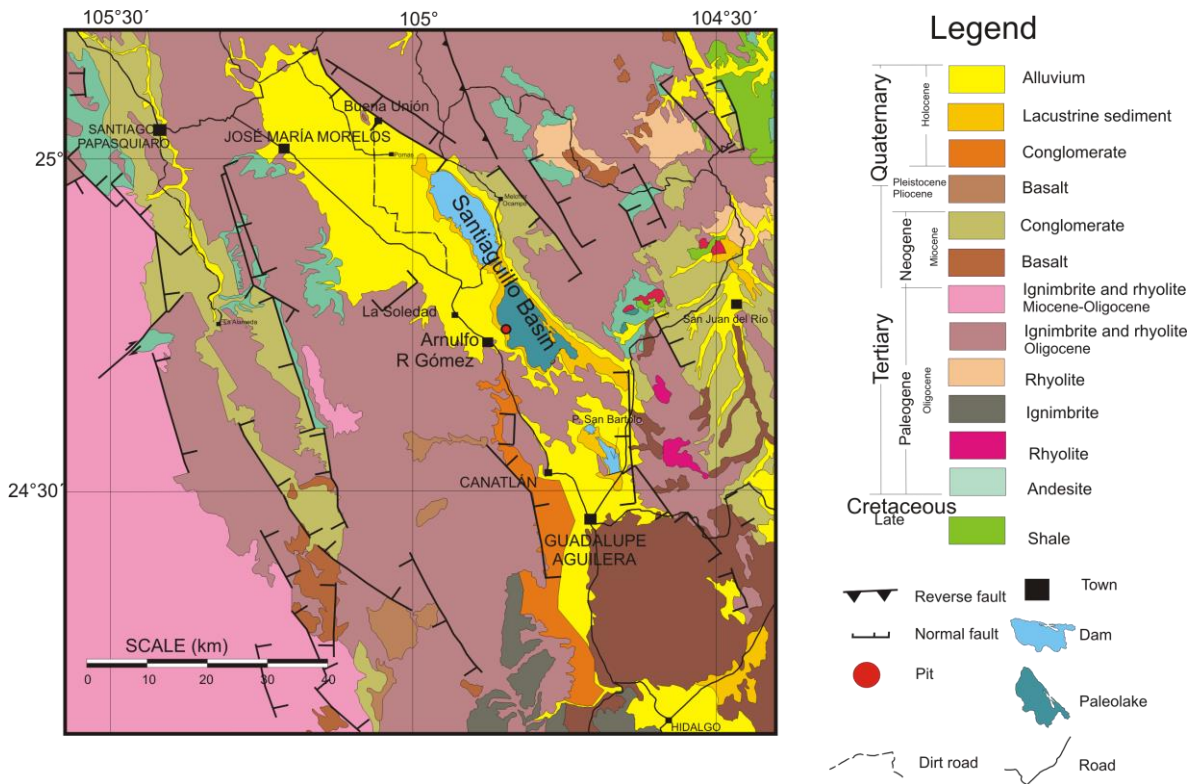 105°30´
105°
104°30´
25°
24°30´
Buena Unión
SANTIAGO
PAPASQUIARO
JOSÉ MARÍA MORELOS
Pomas
Melchor
Ocampo
Santiaguillo Basin
La Soledad
Arnulfo
R Gómez
San Juan del Río
P. San Bartolo
CANATLÁN
GUADALUPE
AGUILERA
HIDALGO
SCALE (km)
0 10 20 30 40
Legend
Quaternary
Holocene
Pleistocene
Pliocene
Tertiary
Neogene
Miocene
Paleogene
Oligocene
Cretaceous
Late
Alluvium
Lacustrine sediment
Conglomerate
Basalt
Conglomerate
Basalt
Ignimbrite and rhyolite
Miocene-Oligocene
Ignimbrite and rhyolite
Oligocene
Rhyolite
Ignimbrite
Rhyolite
Andesite
Shale
Reverse fault
Town
Normal fault
Dam
Pit
Paleolake
Dirt road
Road